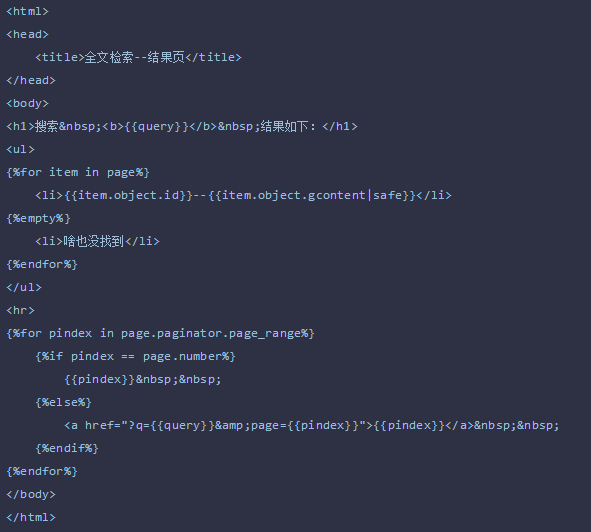 <html>
<head>
    <title>全文检索--结果页</title>
</head>
<body>
<h1>搜索&nbsp;<b>{{query}}</b>&nbsp;结果如下：</h1>
<ul>
{%for item in page%}
    <li>{{item.object.id}}--{{item.object.gcontent|safe}}</li>
{%empty%}
    <li>啥也没找到</li>
{%endfor%}
</ul>
<hr>
{%for pindex in page.paginator.page_range%}
    {%if pindex == page.number%}
        {{pindex}}&nbsp;&nbsp;
    {%else%}
        <a href="?q={{query}}&amp;page={{pindex}}">{{pindex}}</a>&nbsp;&nbsp;
    {%endif%}
{%endfor%}
</body>
</html>